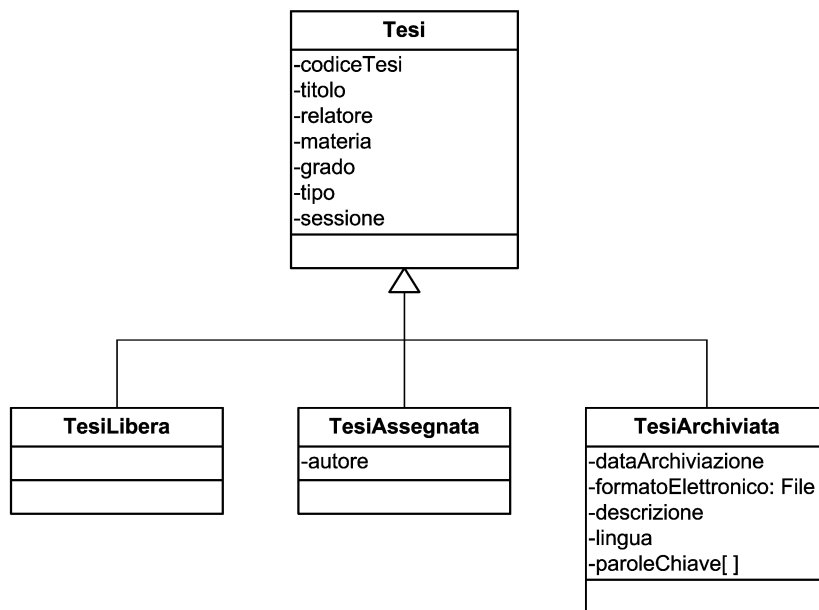 Tesi
-codiceTesi
-titolo
-relatore
-materia
-grado
-tipo
-sessione
TesiLibera
TesiAssegnata
-autore
TesiArchiviata
-dataArchiviazione
-formatoElettronico: File
-descrizione
-lingua
-paroleChiave[ ]